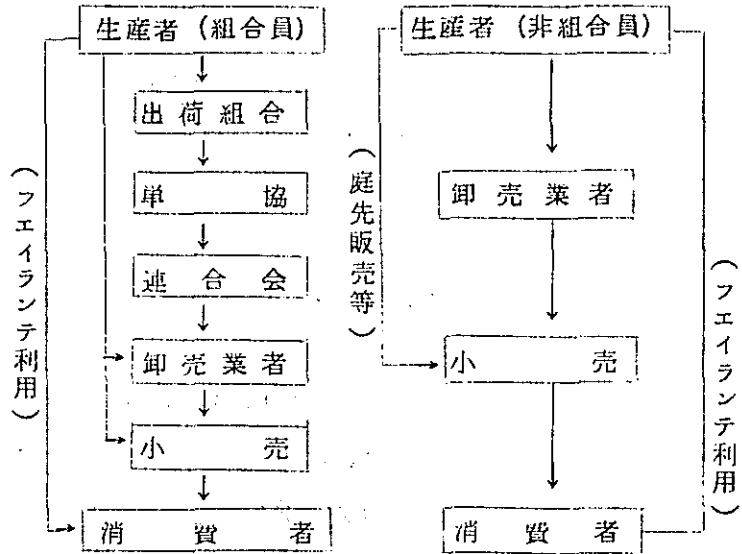 生産者（組合員）
出荷組合
単協
連合会
卸売業者
小売
消費者
（フエイランテ利用）
生産者（非組合員）
卸売業者
小売
消費者
（庭先販売等）
（フエイランテ利用）